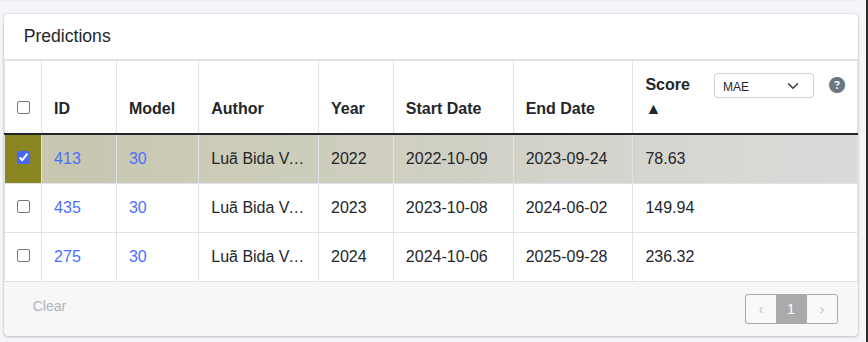 Predictions
ID Model Author Year Start Date End Date Score ▲ MAE ?
413 30 Luã Bida V… 2022 2022-10-09 2023-09-24 78.63
435 30 Luã Bida V… 2023 2023-10-08 2024-06-02 149.94
275 30 Luã Bida V… 2024 2024-10-06 2025-09-28 236.32
Clear ‹ 1 ›